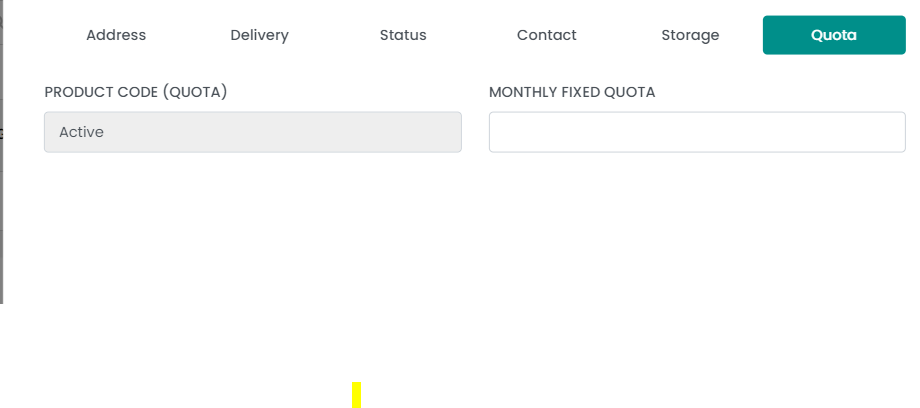 Address Delivery Status Contact Storage Quota
PRODUCT CODE (QUOTA) MONTHLY FIXED QUOTA
Active